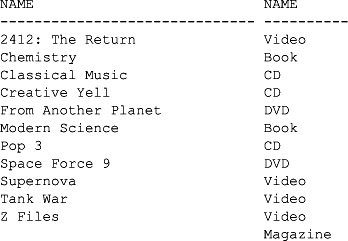 NAME                           NAME
------------------------------ ----------
2412: The Return               Video
Chemistry                      Book
Classical Music                CD
Creative Yell                  CD
From Another Planet            DVD
Modern Science                 Book
Pop 3                          CD
Space Force 9                  DVD
Supernova                      Video
Tank War                       Video
Z Files                        Video
                               Magazine